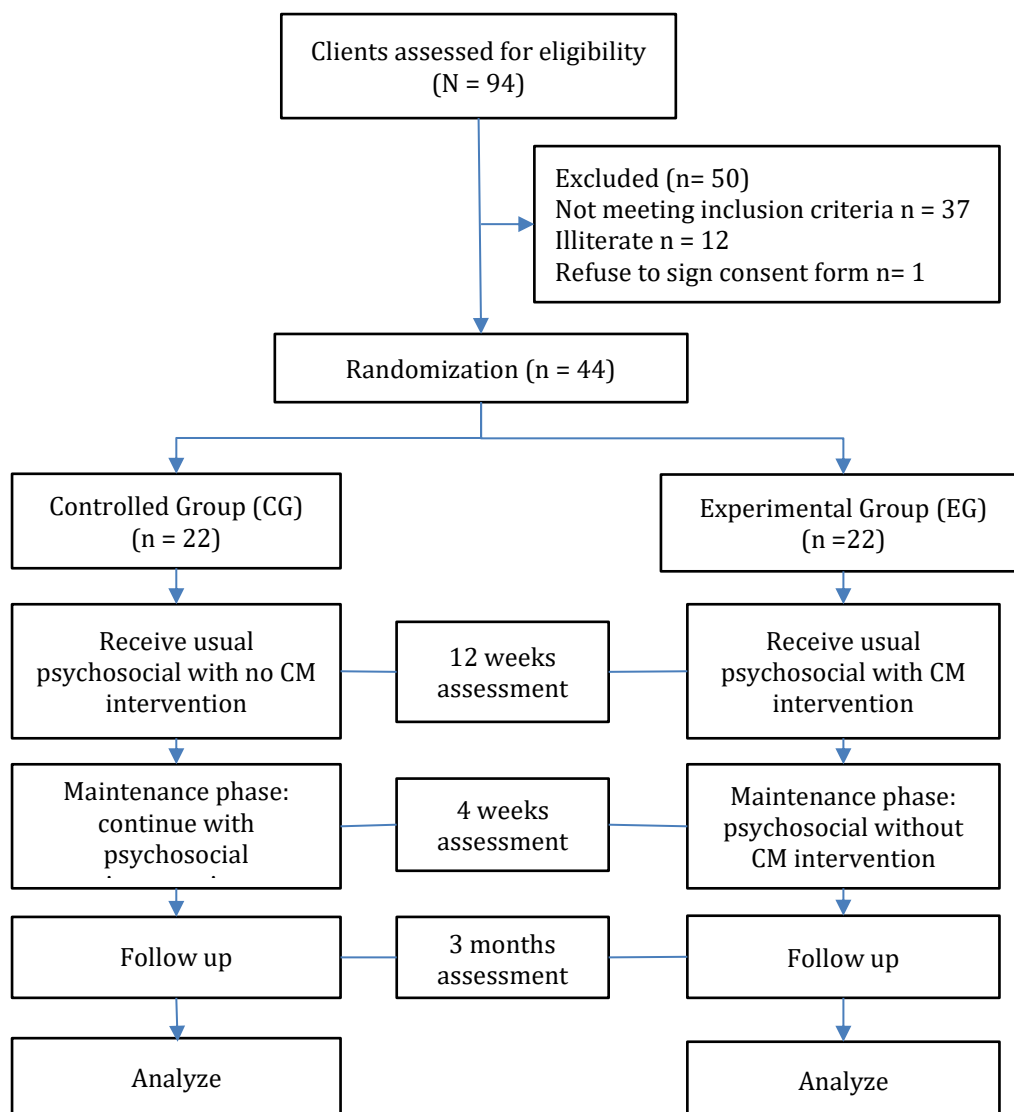 Clients assessed for eligibility
(N = 94)
Excluded (n= 50)
Not meeting inclusion criteria n = 37
Illiterate n = 12
Refuse to sign consent form n= 1
Randomization (n = 44)
Controlled Group (CG)
(n = 22)
Experimental Group (EG)
(n =22)
Receive usual
psychosocial with no CM
intervention
12 weeks
assessment
Receive usual
psychosocial with CM
intervention
Maintenance phase:
continue with
psychosocial
4 weeks
assessment
Maintenance phase:
psychosocial without
CM intervention
Follow up
3 months
assessment
Follow up
Analyze
Analyze